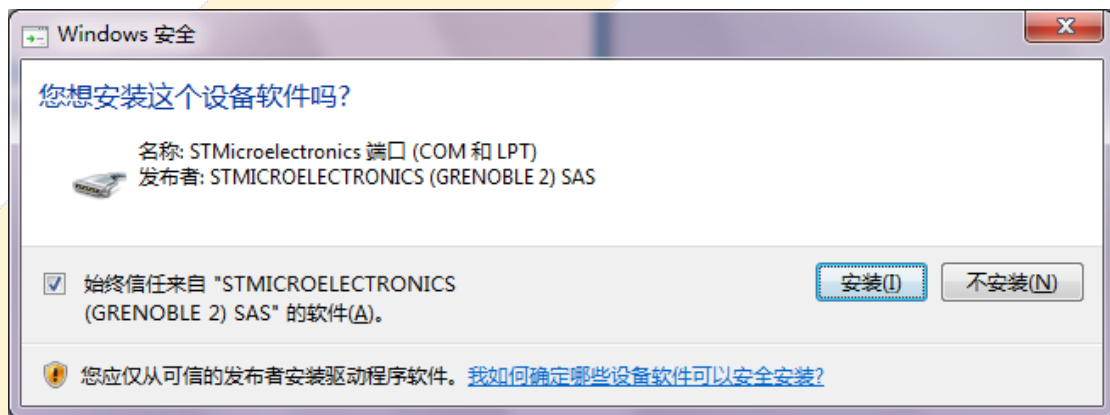 Windows 安全
您想安装这个设备软件吗?
名称: STMicroelectronics 端口 (COM 和 LPT)
发布者: STMICROELECTRONICS (GRENOBLE 2) SAS
始终信任来自 "STMICROELECTRONICS
(GRENOBLE 2) SAS" 的软件(A)。
安装(I)
不安装(N)
您应仅从可信的发布者安装驱动程序软件。我如何确定哪些设备软件可以安全安装?